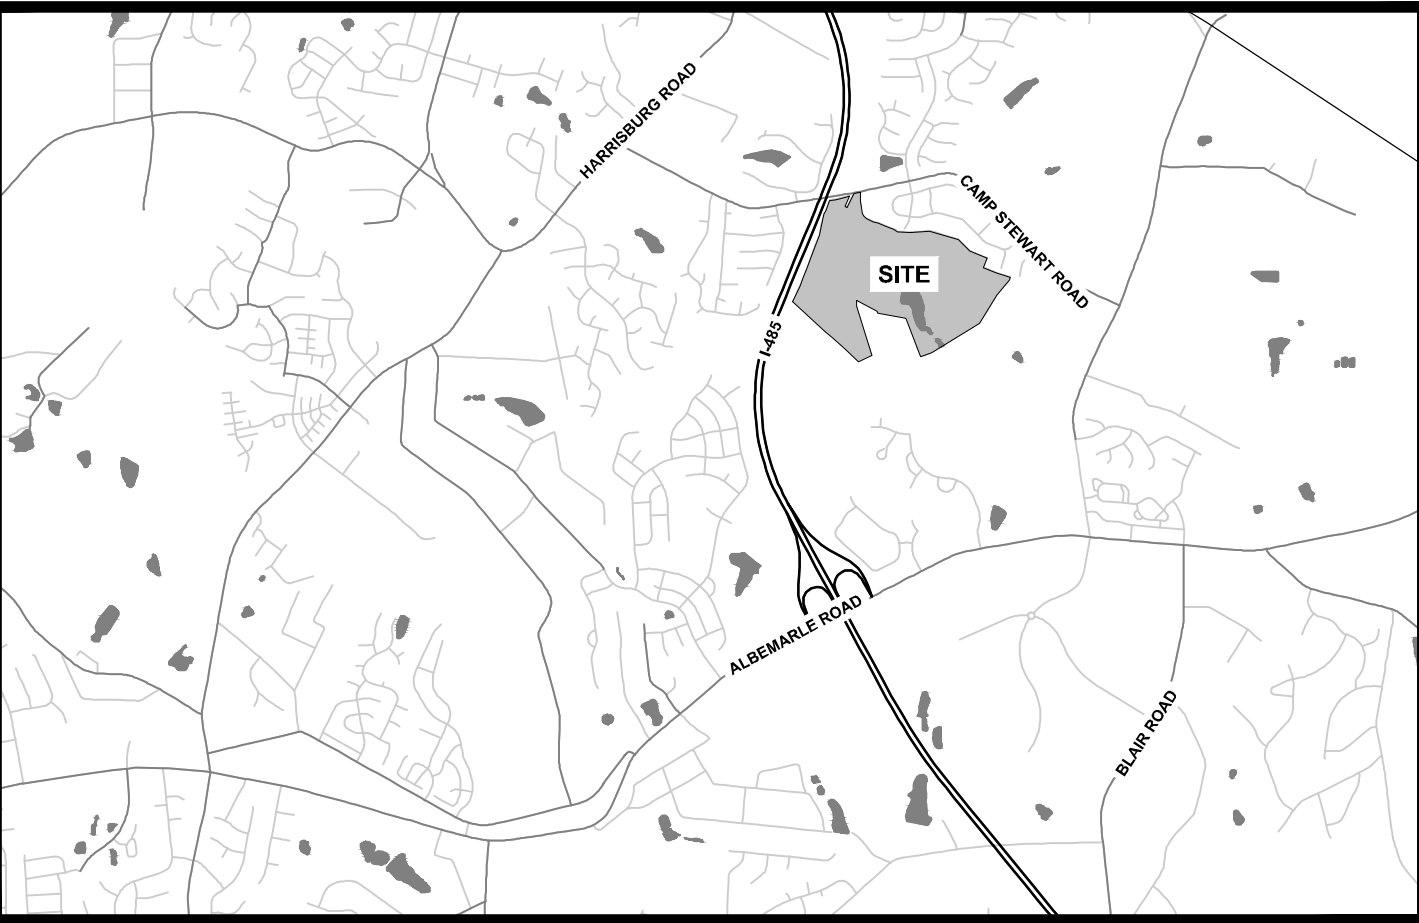 HARRISBURG ROAD
CAMP STEWART ROAD
SITE
I-485
ALBEMARLE ROAD
BLAIR ROAD